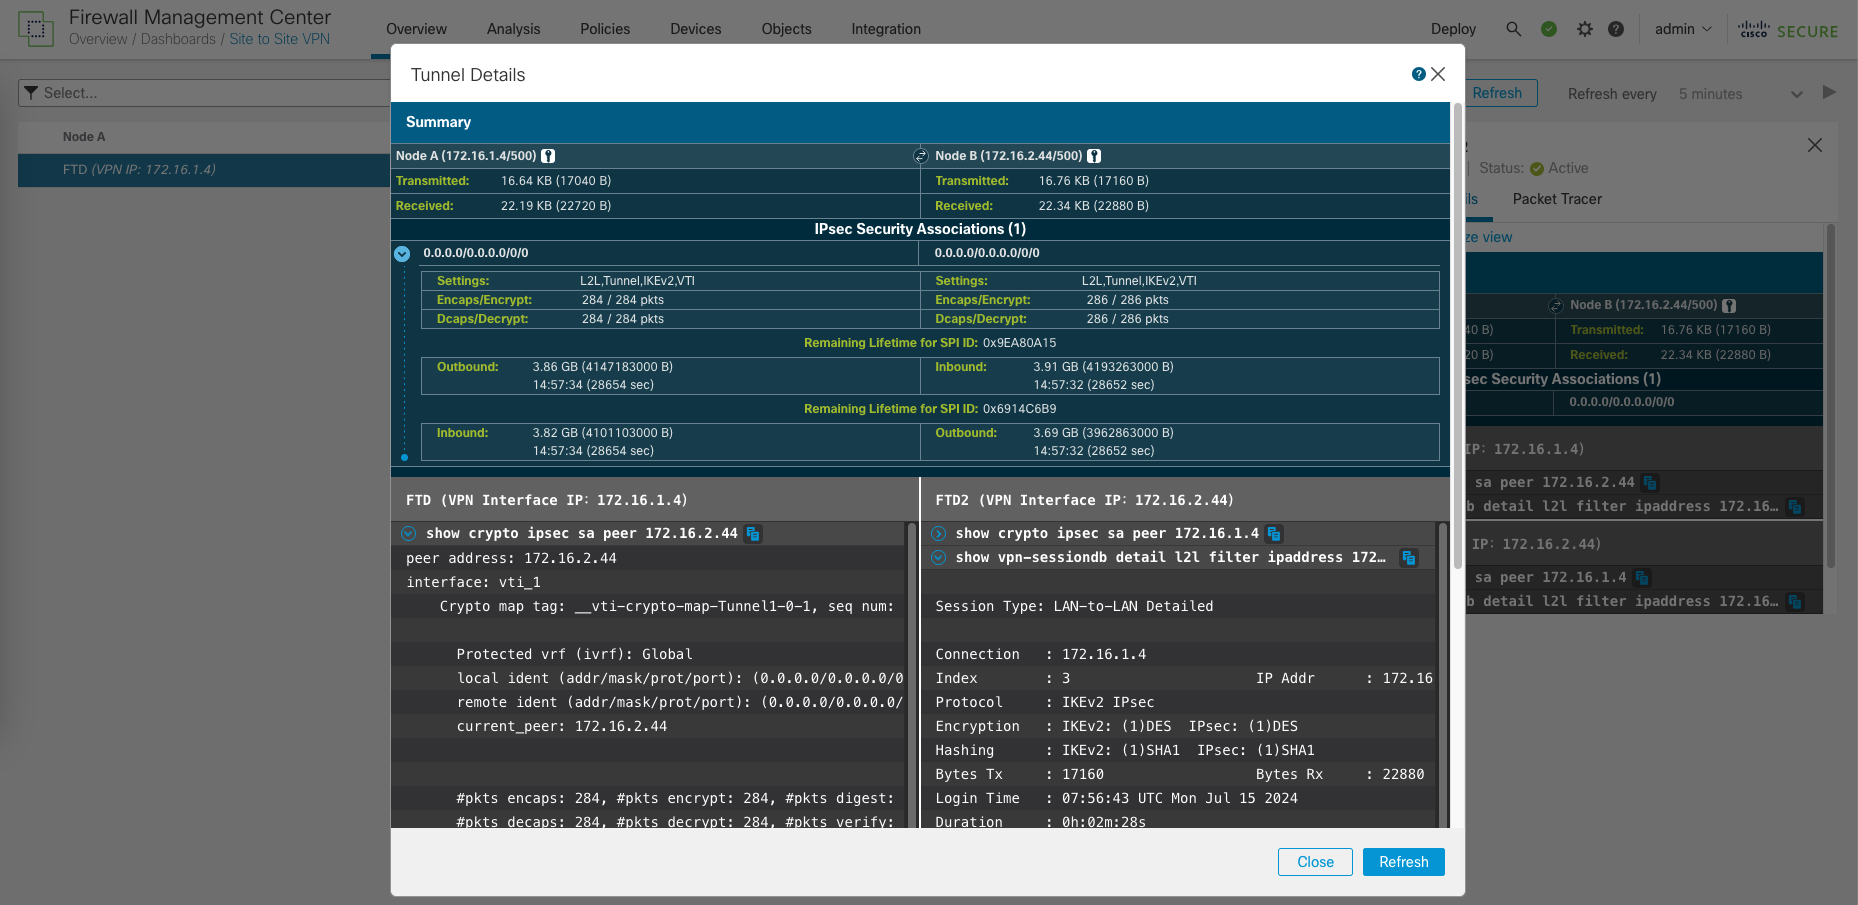 Firewall Management Center
Overview / Dashboards / Site to Site VPN
Overview Analysis Policies Devices Objects Integration
Deploy admin cisco SECURE
Select...
Refresh Refresh every 5 minutes
Node A
FTD (VPN IP: 172.16.1.4)
Tunnel Details
Summary
Node A (172.16.1.4/500) Node B (172.16.2.44/500)
Transmitted: 16.64 KB (17040 B) Transmitted: 16.76 KB (17160 B)
Received: 22.19 KB (22720 B) Received: 22.34 KB (22880 B)
IPsec Security Associations (1)
0.0.0.0/0.0.0.0/0/0 0.0.0.0/0.0.0.0/0/0
Settings: L2L,Tunnel,IKEv2,VTI Settings: L2L,Tunnel,IKEv2,VTI
Encaps/Encrypt: 284 / 284 pkts Encaps/Encrypt: 286 / 286 pkts
Dcaps/Decrypt: 284 / 284 pkts Dcaps/Decrypt: 286 / 286 pkts
Remaining Lifetime for SPI ID: 0x9EA80A15
Outbound: 3.86 GB (4147183000 B) Inbound: 3.91 GB (4193263000 B)
14:57:34 (28654 sec) 14:57:32 (28652 sec)
Remaining Lifetime for SPI ID: 0x6914C6B9
Inbound: 3.82 GB (4101103000 B) Outbound: 3.69 GB (3962863000 B)
14:57:34 (28654 sec) 14:57:32 (28652 sec)
FTD (VPN Interface IP: 172.16.1.4)
show crypto ipsec sa peer 172.16.2.44
peer address: 172.16.2.44
interface: vti_1
Crypto map tag: __vti-crypto-map-Tunnel1-0-1, seq num:
Protected vrf (ivrf): Global
local ident (addr/mask/prot/port): (0.0.0.0/0.0.0.0/0
remote ident (addr/mask/prot/port): (0.0.0.0/0.0.0.0/
current_peer: 172.16.2.44
#pkts encaps: 284, #pkts encrypt: 284, #pkts digest:
#pkts decaps: 284, #pkts decrypt: 284, #pkts verify:
FTD2 (VPN Interface IP: 172.16.2.44)
show crypto ipsec sa peer 172.16.1.4
show vpn-sessiondb detail l2l filter ipaddress 172...
Session Type: LAN-to-LAN Detailed
Connection : 172.16.1.4
Index : 3 IP Addr : 172.16
Protocol : IKEv2 IPsec
Encryption : IKEv2: (1)DES IPsec: (1)DES
Hashing : IKEv2: (1)SHA1 IPsec: (1)SHA1
Bytes Tx : 17160 Bytes Rx : 22880
Login Time : 07:56:43 UTC Mon Jul 15 2024
Duration : 0h:02m:28s
Close Refresh
2
Status: Active
ls Packet Tracer
ze view
Node B (172.16.2.44/500)
40 B) Transmitted: 16.76 KB (17160 B)
20 B) Received: 22.34 KB (22880 B)
sec Security Associations (1)
0.0.0.0/0.0.0.0/0/0
IP: 172.16.1.4)
sa peer 172.16.2.44
b detail l2l filter ipaddress 172.16...
IP: 172.16.2.44)
sa peer 172.16.1.4
b detail l2l filter ipaddress 172.16...